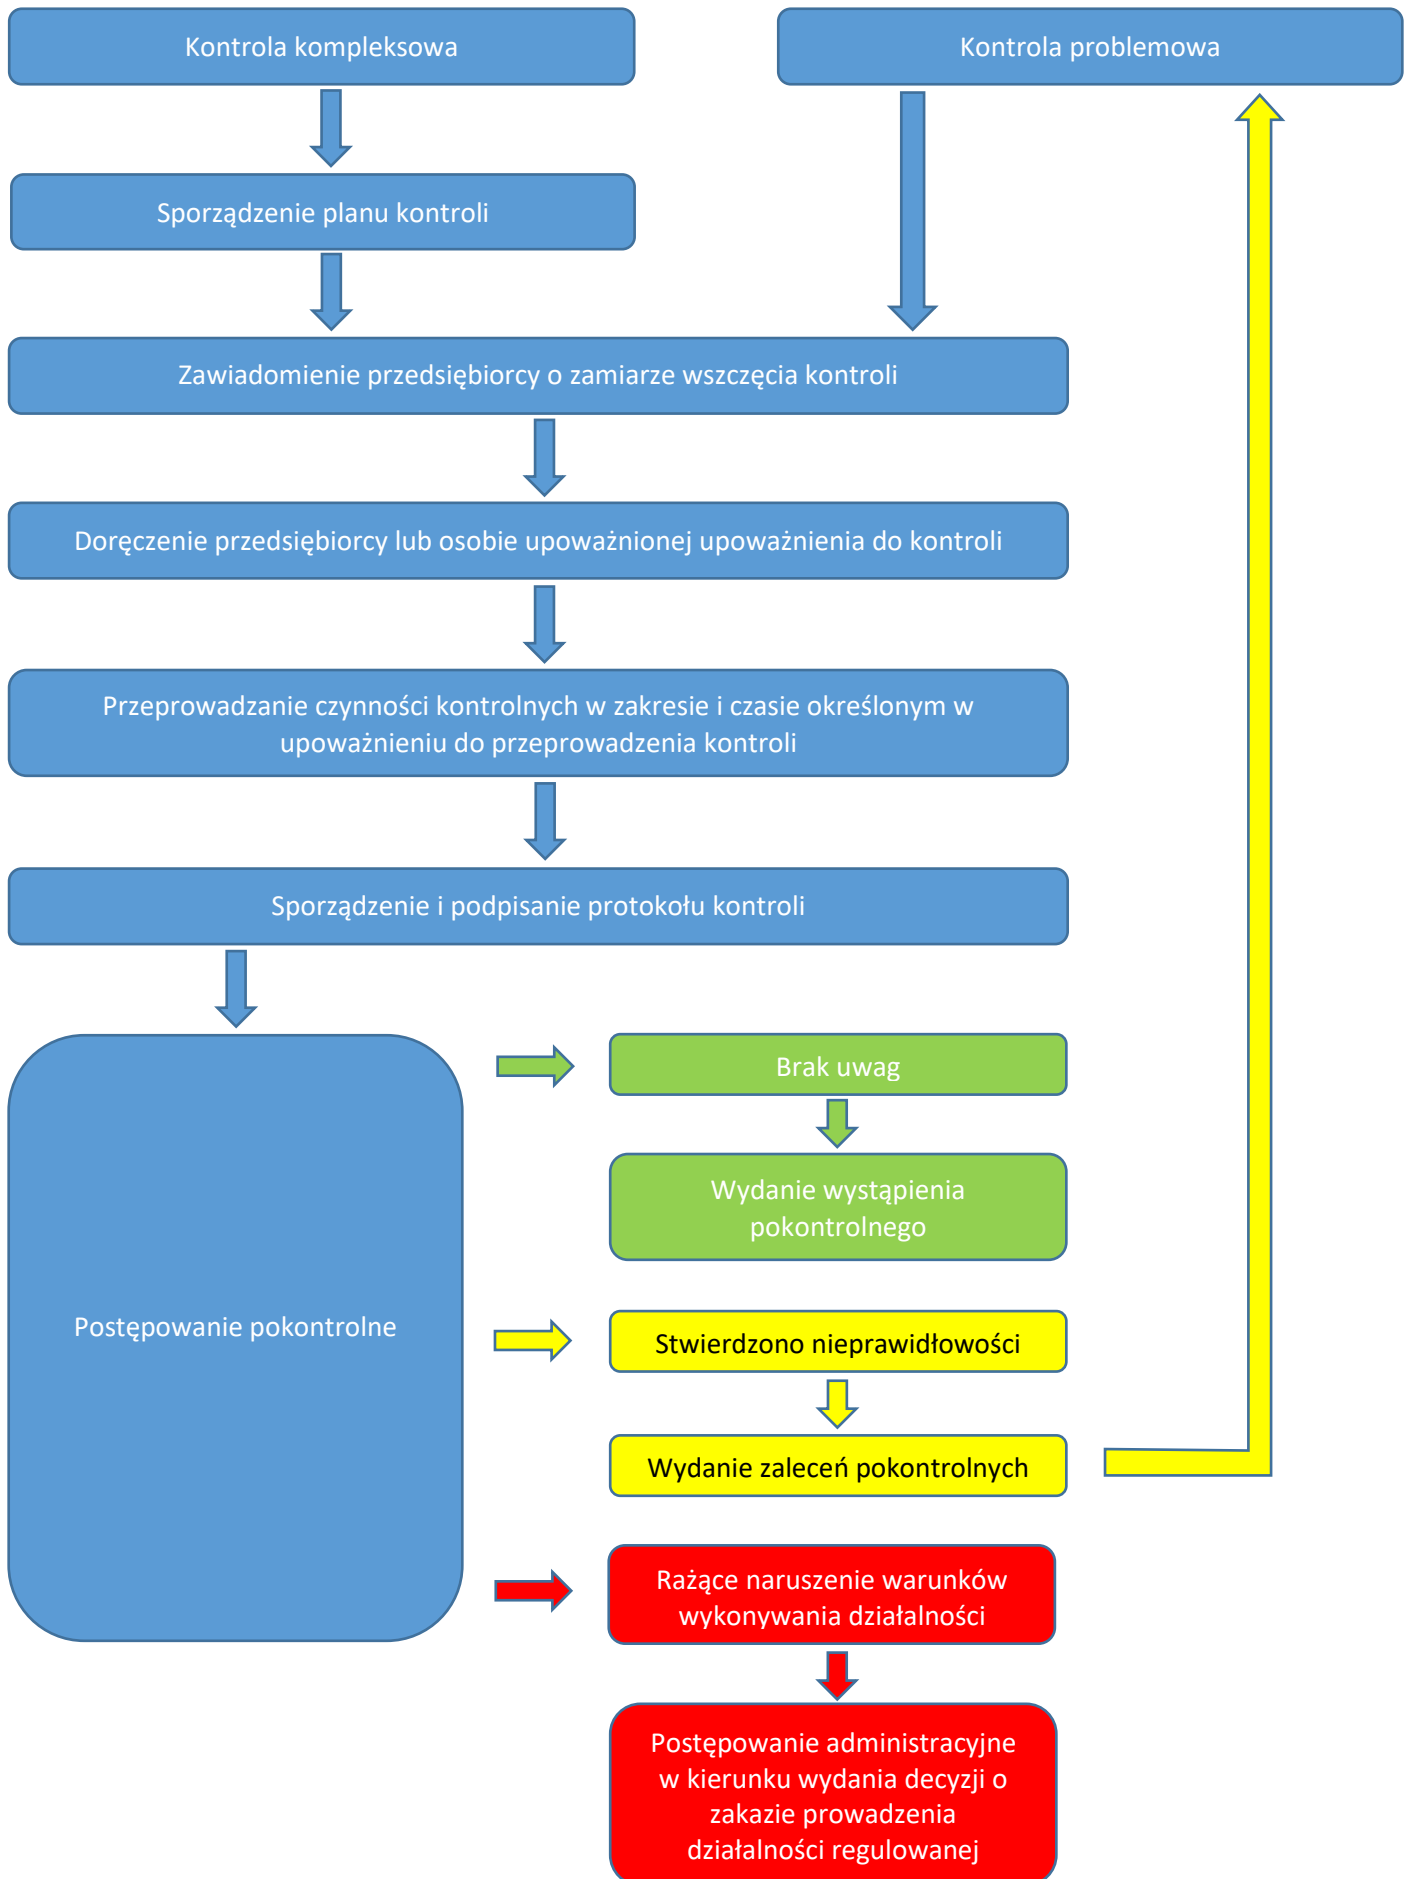 Kontrola kompleksowa
Kontrola problemowa
Sporządzenie planu kontroli
Zawiadomienie przedsiębiorcy o zamiarze wszczęcia kontroli
Doręczenie przedsiębiorcy lub osobie upoważnionej upoważnienia do kontroli
Przeprowadzanie czynności kontrolnych w zakresie i czasie określonym w
upoważnieniu do przeprowadzenia kontroli
Sporządzenie i podpisanie protokołu kontroli
Postępowanie pokontrolne
Brak uwag
Wydanie wystąpienia
pokontrolnego
Stwierdzono nieprawidłowości
Wydanie zaleceń pokontrolnych
Rażące naruszenie warunków
wykonywania działalności
Postępowanie administracyjne
w kierunku wydania decyzji o
zakazie prowadzenia
działalności regulowanej